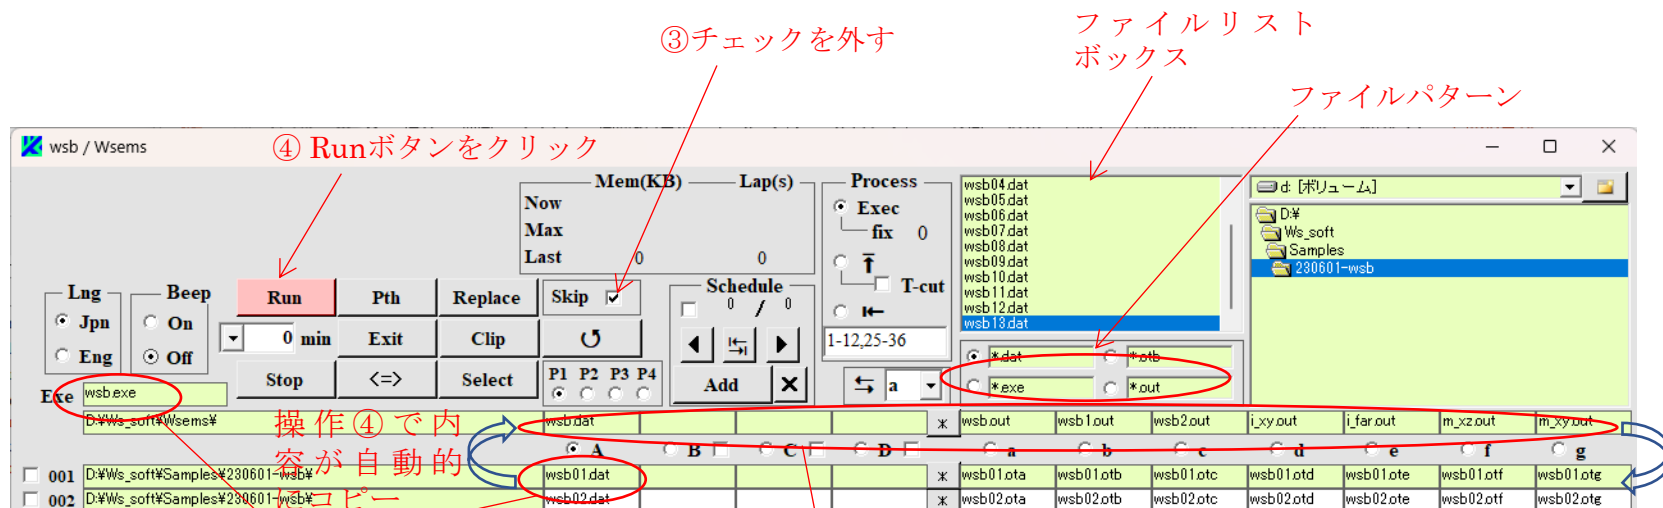 ③チェックを外す
ファイルリスト
ボックス
ファイルパターン
wsb / Wsems
④ Runボタンをクリック
Mem(KB) Lap(s)
Now
Max
Last 0 0
Process
Exec
fix 0
T-cut
1-12,25-36
a
wsb04.dat
wsb05.dat
wsb06.dat
wsb07.dat
wsb08.dat
wsb09.dat
wsb10.dat
wsb11.dat
wsb12.dat
wsb13.dat
d: [ボリューム]
D:¥
Ws_soft
Samples
230601-wsb
Lng
Jpn
Eng
Beep
On
Off
Run Pth Replace Skip
0 min Exit Clip
Stop <=> Select P1 P2 P3 P4
Schedule
0 / 0
Add
*.dat *.otb
*.exe *.out
Exe wsb.exe
D:¥Ws_soft¥Wsems¥ wsb.dat * wsb.out wsb1.out wsb2.out i_xy.out i_far.out m_xz.out m_xy.out
操作④で内
容が自動的
にコピー
A B C D a b c d e f g
001 D:¥Ws_soft¥Samples¥230601-wsb¥ wsb01.dat * wsb01.ota wsb01.otb wsb01.otc wsb01.otd wsb01.ote wsb01.otf wsb01.otg
002 D:¥Ws_soft¥Samples¥230601-wsb¥ wsb02.dat * wsb02.ota wsb02.otb wsb02.otc wsb02.otd wsb02.ote wsb02.otf wsb02.otg